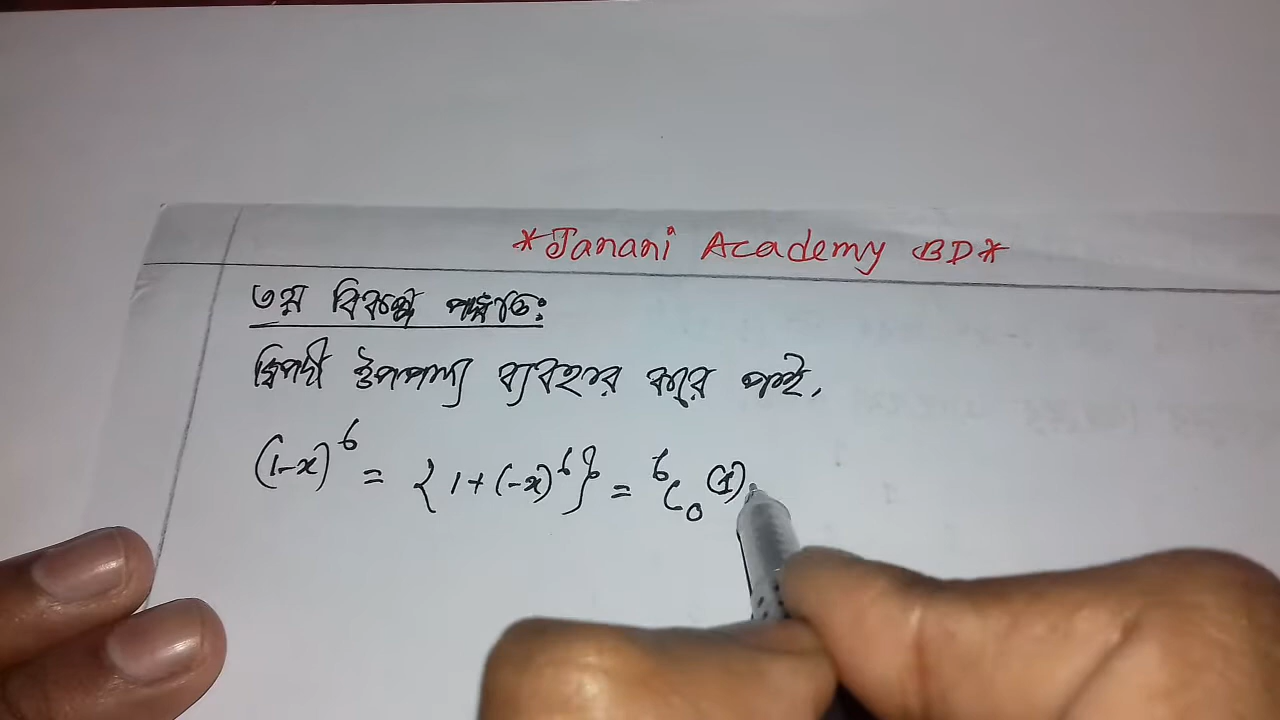 *Janani Academy BD*
৩য় বিকল্প পদ্ধতি:
দ্বিপদী উপপাদ্য ব্যবহার করে পাই,
(1-x)⁶ = {1+(-x)⁶} = ⁶C₀ (1)